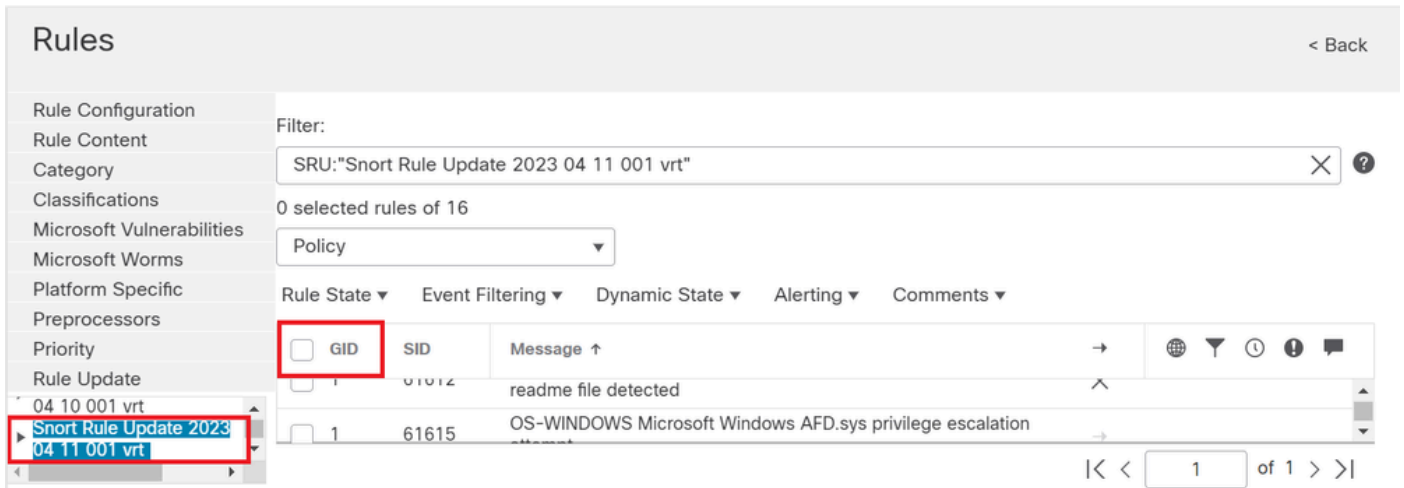 Rules
< Back
Rule Configuration
Rule Content
Category
Classifications
Microsoft Vulnerabilities
Microsoft Worms
Platform Specific
Preprocessors
Priority
Rule Update
04 10 001 vrt
Snort Rule Update 2023
04 11 001 vrt
Filter:
SRU:"Snort Rule Update 2023 04 11 001 vrt"
0 selected rules of 16
Policy
Rule State Event Filtering Dynamic State Alerting Comments
GID SID Message
1 61612 readme file detected
1 61615 OS-WINDOWS Microsoft Windows AFD.sys privilege escalation
1 of 1